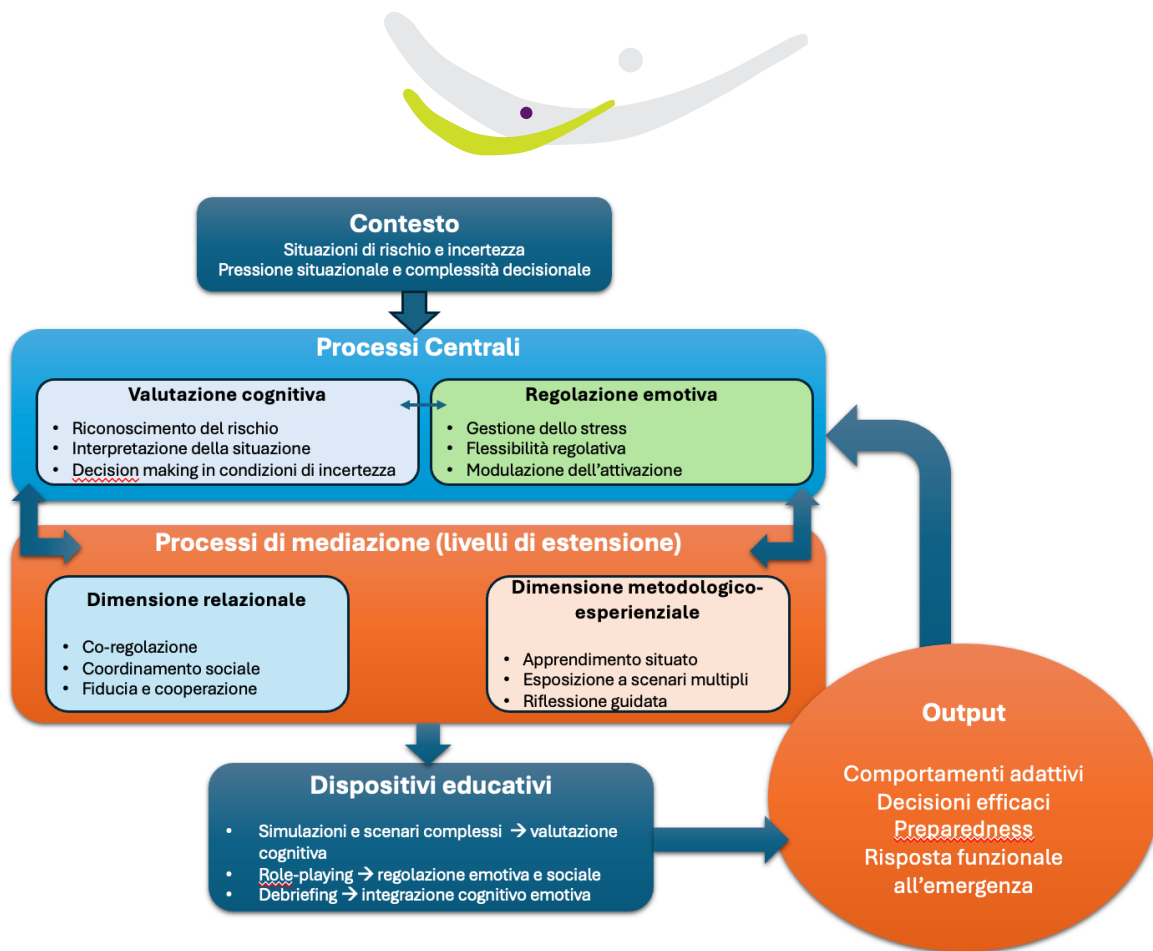 Contesto
Situazioni di rischio e incertezza
Pressione situazionale e complessità decisionale
Processi Centrali
Valutazione cognitiva
• Riconoscimento del rischio
• Interpretazione della situazione
• Decision making in condizioni di incertezza
Regolazione emotiva
• Gestione dello stress
• Flessibilità regolativa
• Modulazione dell’attivazione
Processi di mediazione (livelli di estensione)
Dimensione relazionale
• Co-regolazione
• Coordinamento sociale
• Fiducia e cooperazione
Dimensione metodologico-
esperienziale
• Apprendimento situato
• Esposizione a scenari multipli
• Riflessione guidata
Dispositivi educativi
• Simulazioni e scenari complessi → valutazione
cognitiva
• Role-playing → regolazione emotiva e sociale
• Debriefing → integrazione cognitivo emotiva
Output
Comportamenti adattivi
Decisioni efficaci
Preparedness
Risposta funzionale
all’emergenza